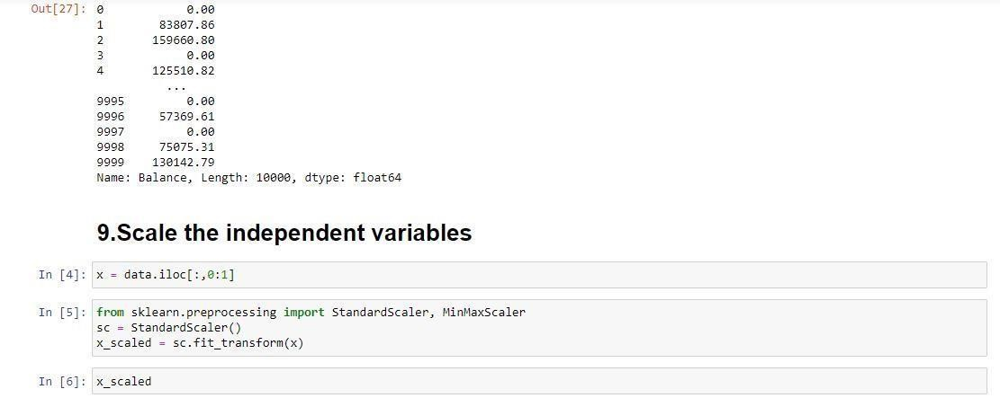 Out[27]: 0 0.00
1 83807.86
2 159660.80
3 0.00
4 125510.82
...
9995 0.00
9996 57369.61
9997 0.00
9998 75075.31
9999 130142.79
Name: Balance, Length: 10000, dtype: float64
9.Scale the independent variables
In [4]: x = data.iloc[:,0:1]
In [5]: from sklearn.preprocessing import StandardScaler, MinMaxScaler
sc = StandardScaler()
x_scaled = sc.fit_transform(x)
In [6]: x_scaled